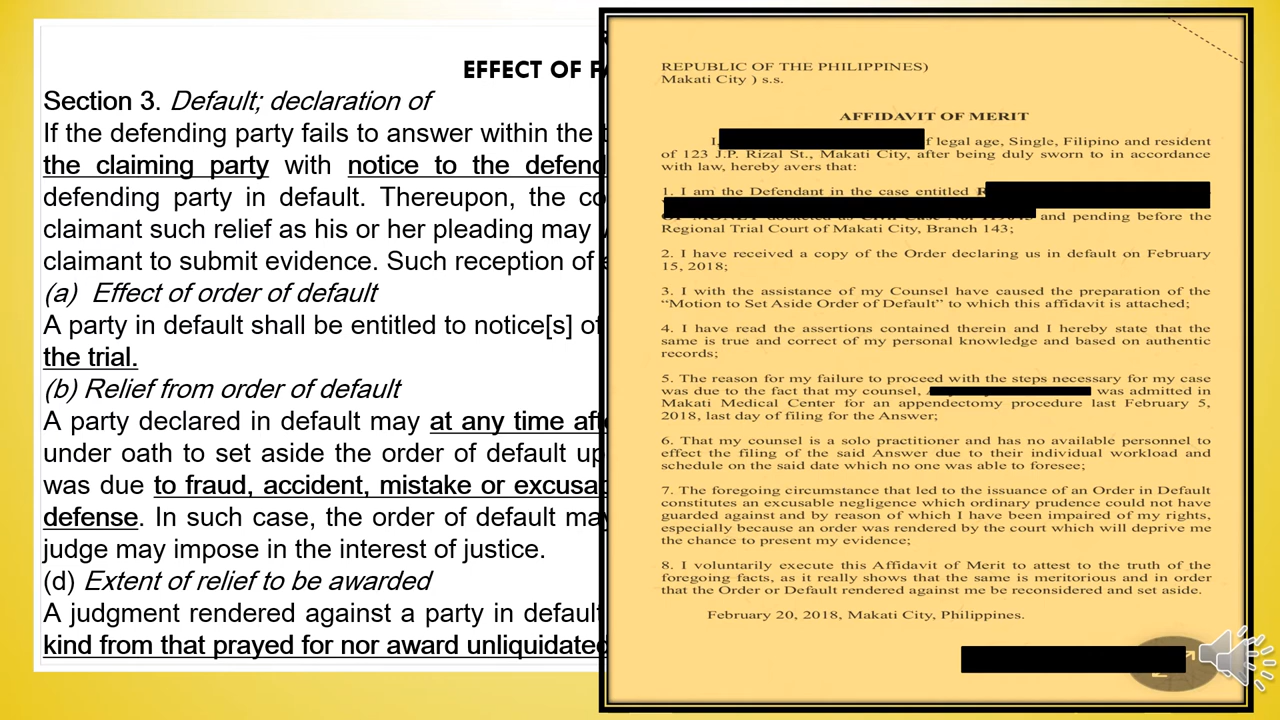 EFFECT OF
Section 3. Default; declaration of
If the defending party fails to answer within the
the claiming party with notice to the
defending party in default. Thereupon, the
claimant such relief as his or her pleading may
claimant to submit evidence. Such reception of
(a) Effect of order of default
A party in default shall be entitled to notice[s] of
the trial.
(b) Relief from order of default
A party declared in default may at any time
under oath to set aside the order of default
was due to fraud, accident, mistake or
defense. In such case, the order of default
judge may impose in the interest of justice.
(d) Extent of relief to be awarded
A judgment rendered against a party in default
kind from that prayed for nor award
REPUBLIC OF THE PHILIPPINES)
Makati City ) s.s.
AFFIDAVIT OF MERIT
I, of legal age, Single, Filipino and resident
of 123 J.P. Rizal St., Makati City, after being duly sworn to in accordance
with law, hereby avers that:
1. I am the Defendant in the case entitled
and pending before the
Regional Trial Court of Makati City, Branch 143;
2. I have received a copy of the Order declaring us in default on February
15, 2018;
3. I with the assistance of my Counsel have caused the preparation of the
“Motion to Set Aside Order of Default” to which this affidavit is attached;
4. I have read the assertions contained therein and I hereby state that the
same is true and correct of my personal knowledge and based on authentic
records;
5. The reason for my failure to proceed with the steps necessary for my case
was due to the fact that my counsel, was admitted in
Makati Medical Center for an appendectomy procedure last February 5,
2018, last day of filing for the Answer;
6. That my counsel is a solo practitioner and has no available personnel to
effect the filing of the said Answer due to their individual workload and
schedule on the said date which no one was able to foresee;
7. The foregoing circumstance that led to the issuance of an Order in Default
constitutes an excusable negligence which ordinary prudence could not have
guarded against and by reason of which I have been impaired of my rights,
especially because an order was rendered by the court which will deprive me
the chance to present my evidence;
8. I voluntarily execute this Affidavit of Merit to attest to the truth of the
foregoing facts, as it really shows that the same is meritorious and in order
that the Order or Default rendered against me be reconsidered and set aside.
February 20, 2018, Makati City, Philippines.